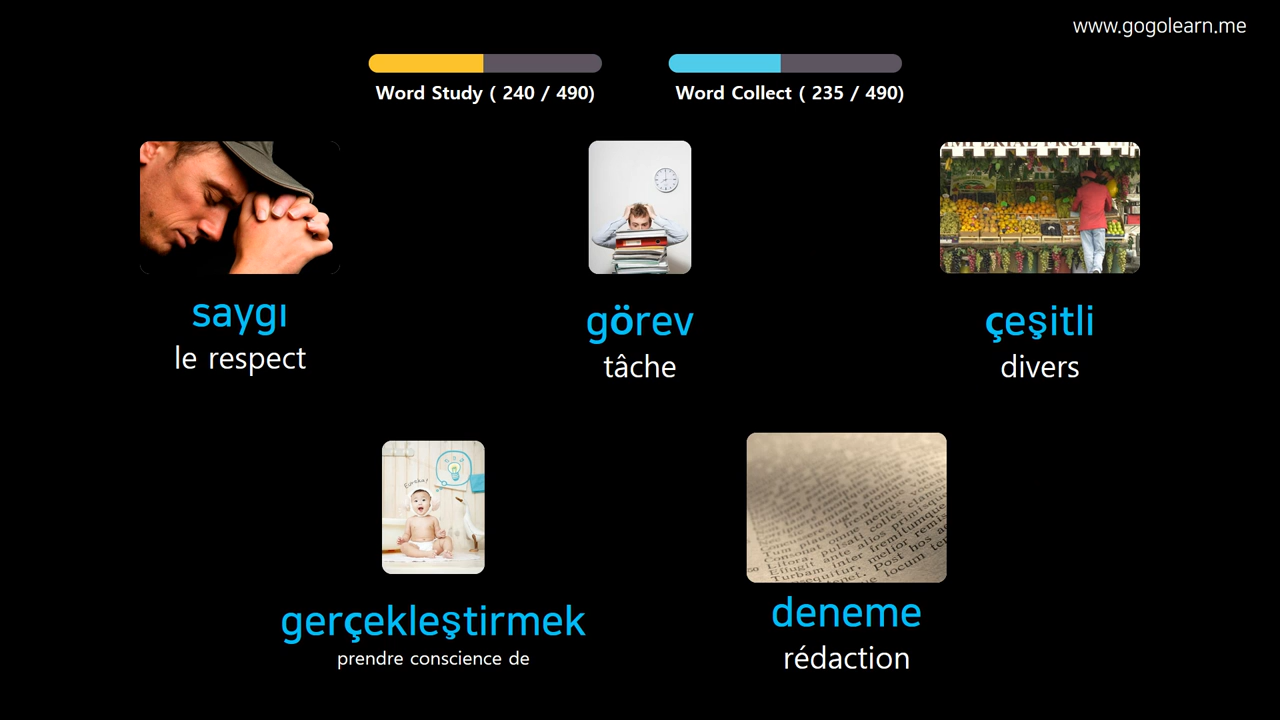 www.gogolearn.me
Word Study ( 240 / 490)
Word Collect ( 235 / 490)
saygı
le respect
görev
tâche
çeşitli
divers
Eureka!
gerçekleştirmek
prendre conscience de
deneme
rédaction